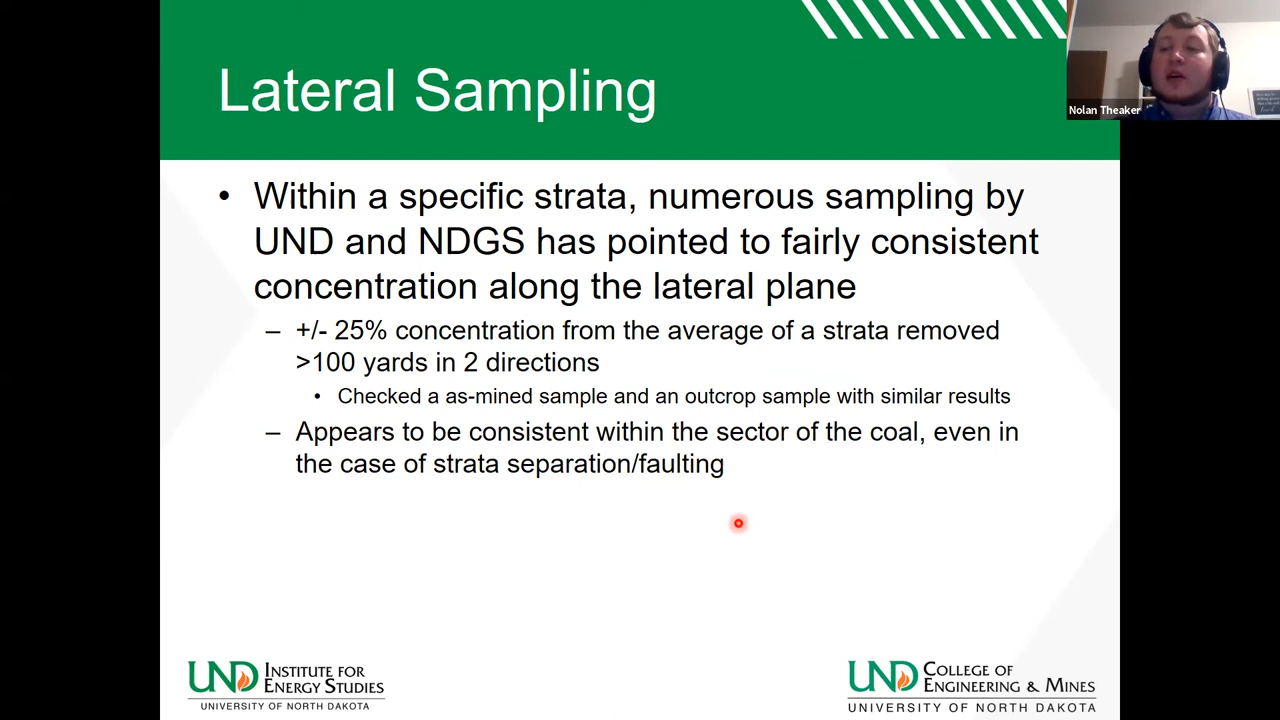 Lateral Sampling
Nolan Theaker
• Within a specific strata, numerous sampling by
UND and NDGS has pointed to fairly consistent
concentration along the lateral plane
– +/- 25% concentration from the average of a strata removed
>100 yards in 2 directions
• Checked a as-mined sample and an outcrop sample with similar results
– Appears to be consistent within the sector of the coal, even in
the case of strata separation/faulting
UND INSTITUTE FOR
ENERGY STUDIES
UNIVERSITY OF NORTH DAKOTA
UND COLLEGE OF
ENGINEERING & MINES
UNIVERSITY OF NORTH DAKOTA